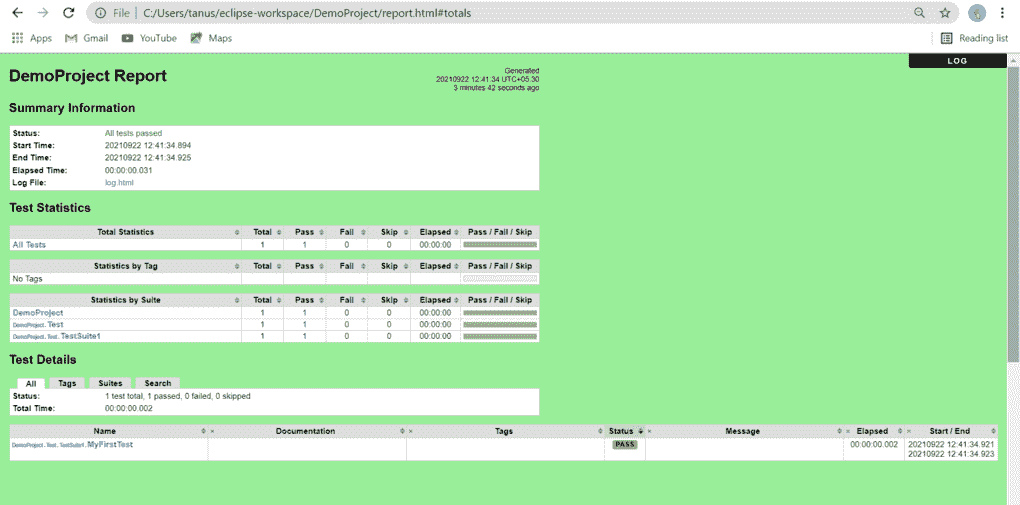 File | C:/Users/tanus/eclipse-workspace/DemoProject/report.html#totals
Apps Gmail YouTube Maps Reading list
LOG
DemoProject Report
Generated
20210922 12:41:34 UTC+05:30
3 minutes 42 seconds ago
Summary Information
Status: All tests passed
Start Time: 20210922 12:41:34.894
End Time: 20210922 12:41:34.925
Elapsed Time: 00:00:00.031
Log File: log.html
Test Statistics
Total Statistics Total Pass Fail Skip Elapsed Pass / Fail / Skip
All Tests 1 1 0 0 00:00:00
Statistics by Tag Total Pass Fail Skip Elapsed Pass / Fail / Skip
No Tags
Statistics by Suite Total Pass Fail Skip Elapsed Pass / Fail / Skip
DemoProject 1 1 0 0 00:00:00
DemoProject . Test 1 1 0 0 00:00:00
DemoProject . Test . TestSuite1 1 1 0 0 00:00:00
Test Details
All Tags Suites Search
Status: 1 test total, 1 passed, 0 failed, 0 skipped
Total Time: 00:00:00.002
Name × Documentation × Tags Status × Message × Elapsed × Start / End
DemoProject . Test . TestSuite1 . MyFirstTest PASS 00:00:00.002 20210922 12:41:34.921
20210922 12:41:34.923